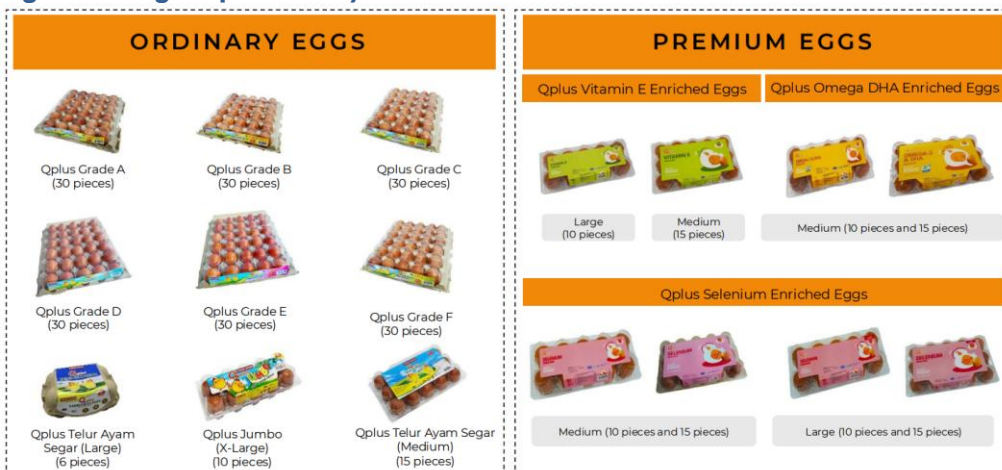 ORDINARY EGGS
Qplus Grade A
(30 pieces)
Qplus Grade B
(30 pieces)
Qplus Grade C
(30 pieces)
Qplus Grade D
(30 pieces)
Qplus Grade E
(30 pieces)
Qplus Grade F
(30 pieces)
Qplus Telur Ayam
Segar (Large)
(6 pieces)
Qplus Jumbo
(X-Large)
(10 pieces)
Qplus Telur Ayam Segar
(Medium)
(15 pieces)
PREMIUM EGGS
Qplus Vitamin E Enriched Eggs
Qplus Omega DHA Enriched Eggs
VITAMIN E
Large
(10 pieces)
Medium
(15 pieces)
Medium (10 pieces and 15 pieces)
Qplus Selenium Enriched Eggs
SELENIUM
SELENIUM
Medium (10 pieces and 15 pieces)
Large (10 pieces and 15 pieces)